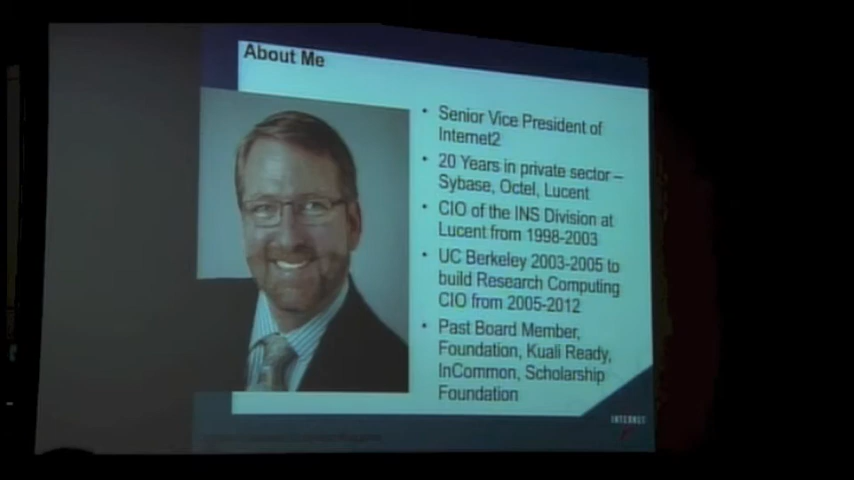 About Me
• Senior Vice President of
Internet2
• 20 Years in private sector –
Sybase, Octel, Lucent
• CIO of the INS Division at
Lucent from 1998-2003
• UC Berkeley 2003-2005 to
build Research Computing
CIO from 2005-2012
• Past Board Member,
Foundation, Kuali Ready,
InCommon, Scholarship
Foundation
INTERNET